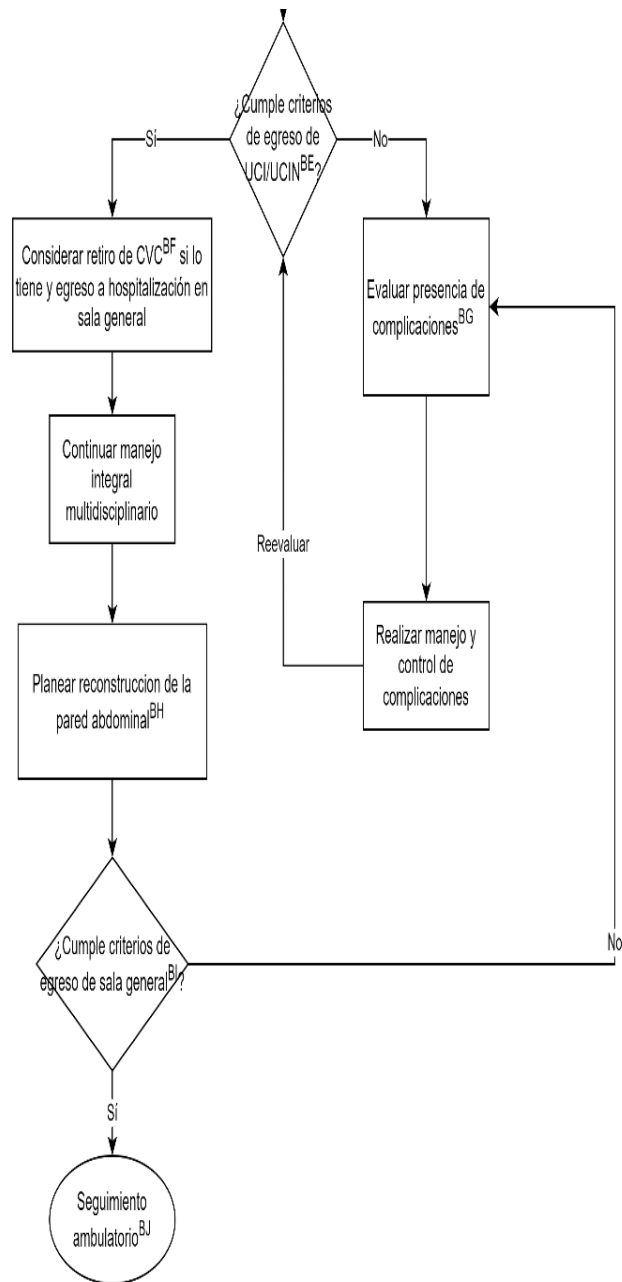 ¿Cumple criterios
de egreso de
UCI/UCIN^BE?
Sí
No
Considerar retiro de CVC^BF si lo
tiene y egreso a hospitalización en
sala general
Evaluar presencia de
complicaciones^BG
Continuar manejo
integral
multidisciplinario
Reevaluar
Realizar manejo y
control de
complicaciones
Planear reconstruccion de la
pared abdominal^BH
¿Cumple criterios de
egreso de sala general^BI?
No
Sí
Seguimiento
ambulatorio^BJ